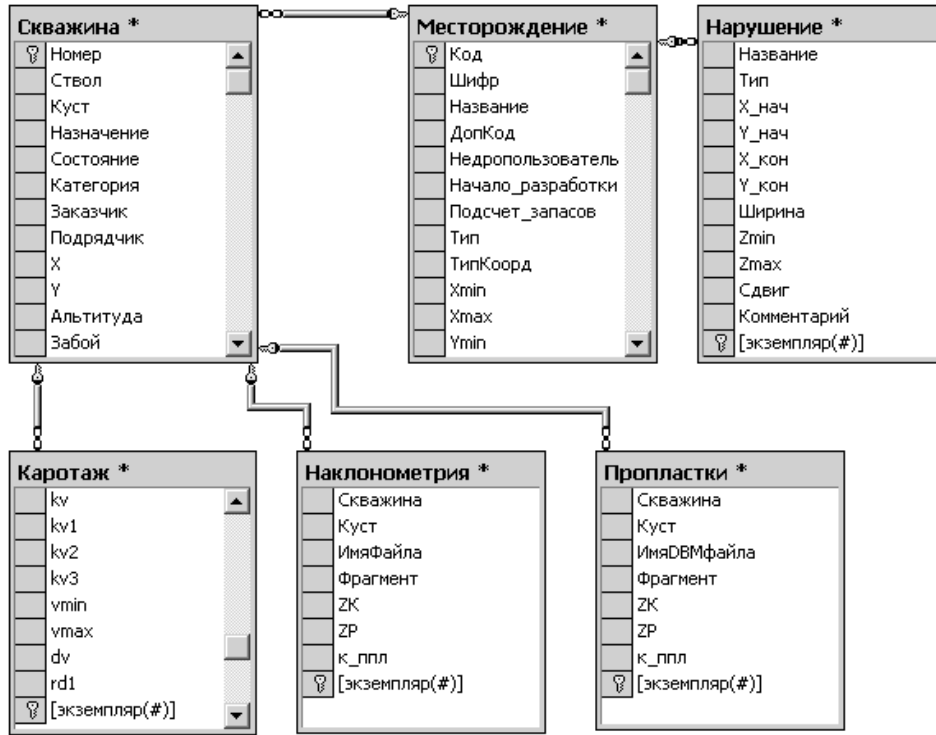 Скважина *
Номер
Ствол
Куст
Назначение
Состояние
Категория
Заказчик
Подрядчик
X
Y
Альтитуда
Забой
Месторождение *
Код
Шифр
Название
ДопКод
Недропользователь
Начало_разработки
Подсчет_запасов
Тип
ТипКоорд
Xmin
Xmax
Ymin
Нарушение *
Название
Тип
X_нач
Y_нач
X_кон
Y_кон
Ширина
Zmin
Zmax
Сдвиг
Комментарий
[экземпляр(#)]
Каротаж *
kv
kv1
kv2
kv3
vmin
vmax
dv
rd1
[экземпляр(#)]
Наклонометрия *
Скважина
Куст
ИмяФайла
Фрагмент
ZK
ZP
к_ппл
[экземпляр(#)]
Пропластки *
Скважина
Куст
ИмяDBMфайла
Фрагмент
ZK
ZP
к_ппл
[экземпляр(#)]